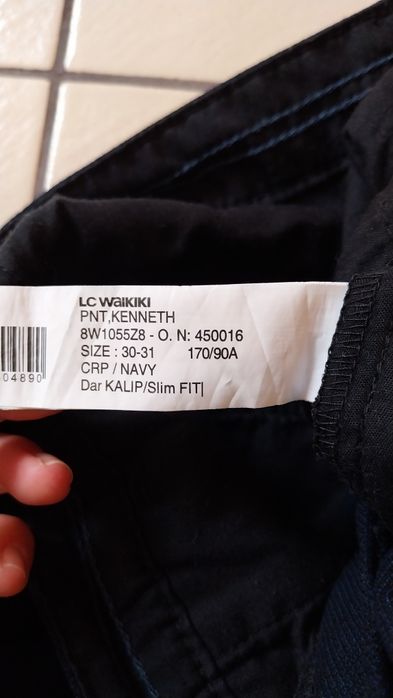 LC WAIKIKI
PNT,KENNETH
8W1055Z8 - O. N: 450016
SIZE : 30-31 170/90A
CRP / NAVY
Dar KALIP/Slim FIT|
04890